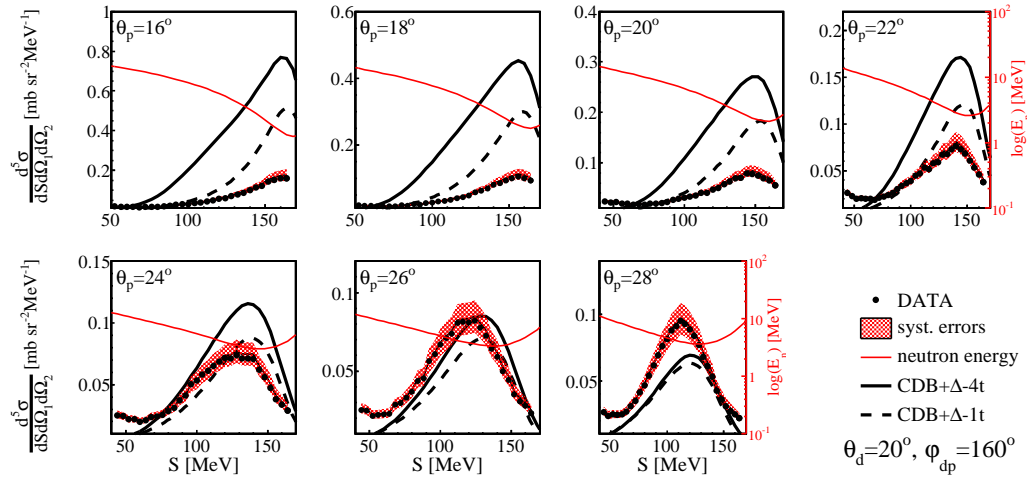 d⁵σ
dSdΩ₁dΩ₂ [mb sr⁻²MeV⁻¹]
θp=16°
1
0.8
0.6
0.4
0.2
50 100 150
θp=18°
0.6
0.4
0.2
50 100 150
θp=20°
0.4
0.3
0.2
0.1
50 100 150
θp=22°
0.2
0.15
0.1
0.05
50 100 150
10²
10
1
10⁻¹
[MeV]
d⁵σ
dSdΩ₁dΩ₂ [mb sr⁻²MeV⁻¹]
θp=24°
0.15
0.1
0.05
50 100 150
S [MeV]
θp=26°
0.1
0.05
50 100 150
S [MeV]
θp=28°
0.1
0.05
50 100 150
S [MeV]
10²
10
1
10⁻¹
log(Eₙ) [MeV]
DATA
syst. errors
neutron energy
CDB+Δ-4t
CDB+Δ-1t
θd=20°, φdp=160°